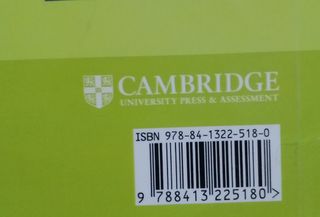 CAMBRIDGE
UNIVERSITY PRESS & ASSESSMENT
ISBN 978-84-1322-518-0
9 788413 225180 >